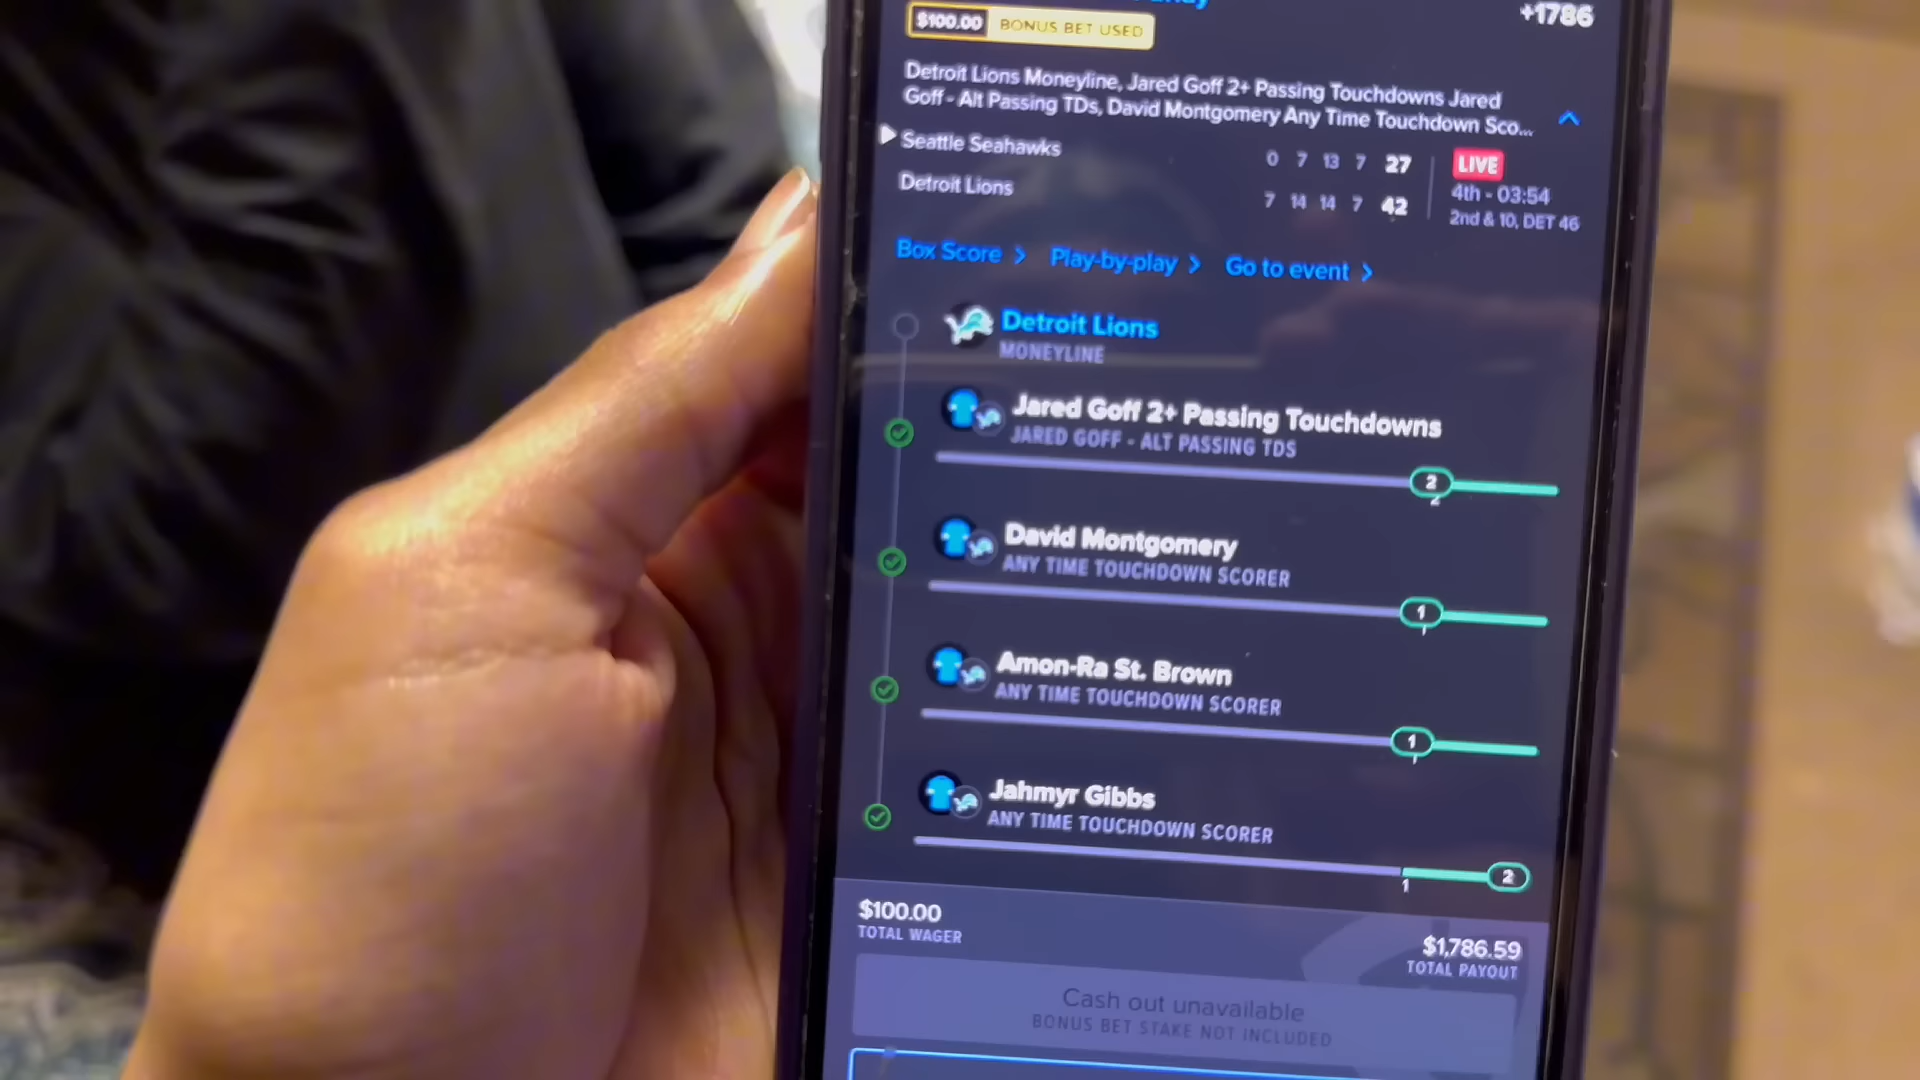 +1786
$100.00 BONUS BET USED
Detroit Lions Moneyline, Jared Goff 2+ Passing Touchdowns Jared
Goff - Alt Passing TDs, David Montgomery Any Time Touchdown Sco...
Seattle Seahawks 0 7 13 7 27
LIVE
Detroit Lions 7 14 14 7 42
4th - 03:54
2nd & 10, DET 46
Box Score > Play-by-play > Go to event >
Detroit Lions
MONEYLINE
Jared Goff 2+ Passing Touchdowns
JARED GOFF - ALT PASSING TDS
2
2
David Montgomery
ANY TIME TOUCHDOWN SCORER
1
Amon-Ra St. Brown
ANY TIME TOUCHDOWN SCORER
1
Jahmyr Gibbs
ANY TIME TOUCHDOWN SCORER
1 2
$100.00
TOTAL WAGER
$1,786.59
TOTAL PAYOUT
Cash out unavailable
BONUS BET STAKE NOT INCLUDED